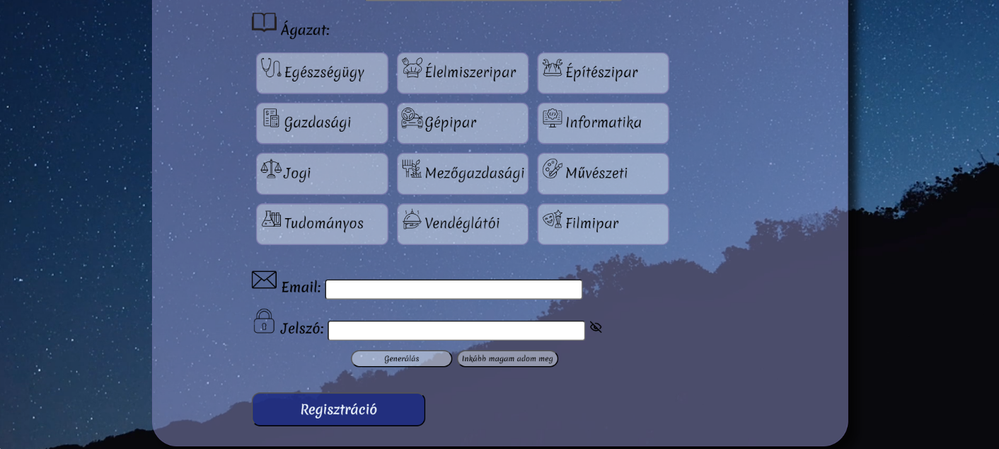 Ágazat:
Egészségügy Élelmiszeripar Építészipar
Gazdasági Gépipar Informatika
Jogi Mezőgazdasági Művészeti
Tudományos Vendéglátói Filmipar
Email:
Jelszó:
Generálás Inkább magam adom meg
Regisztráció